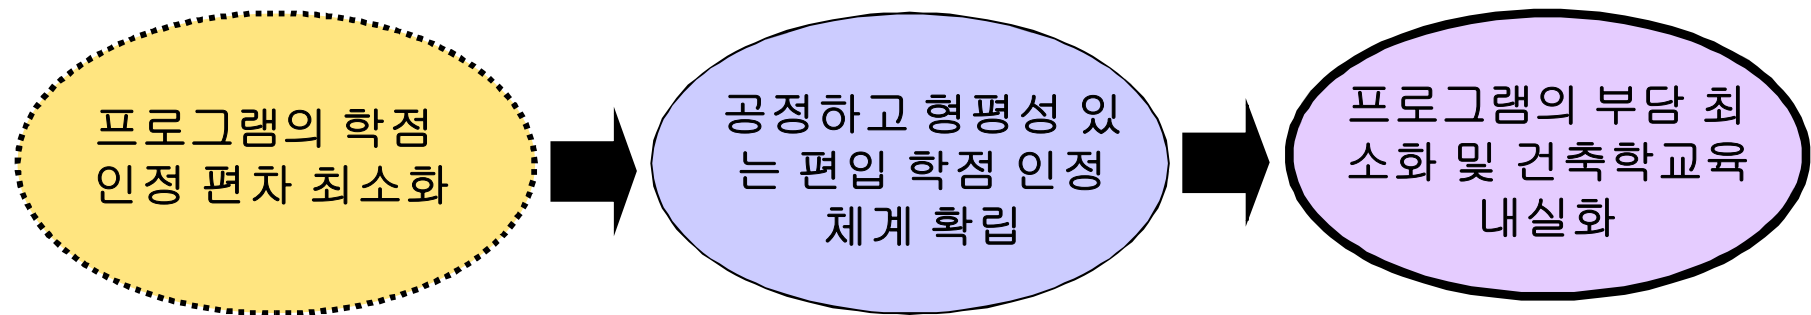 프로그램의 학점
인정 편차 최소화
공정하고 형평성 있
는 편입 학점 인정
체계 확립
프로그램의 부담 최
소화 및 건축학교육
내실화